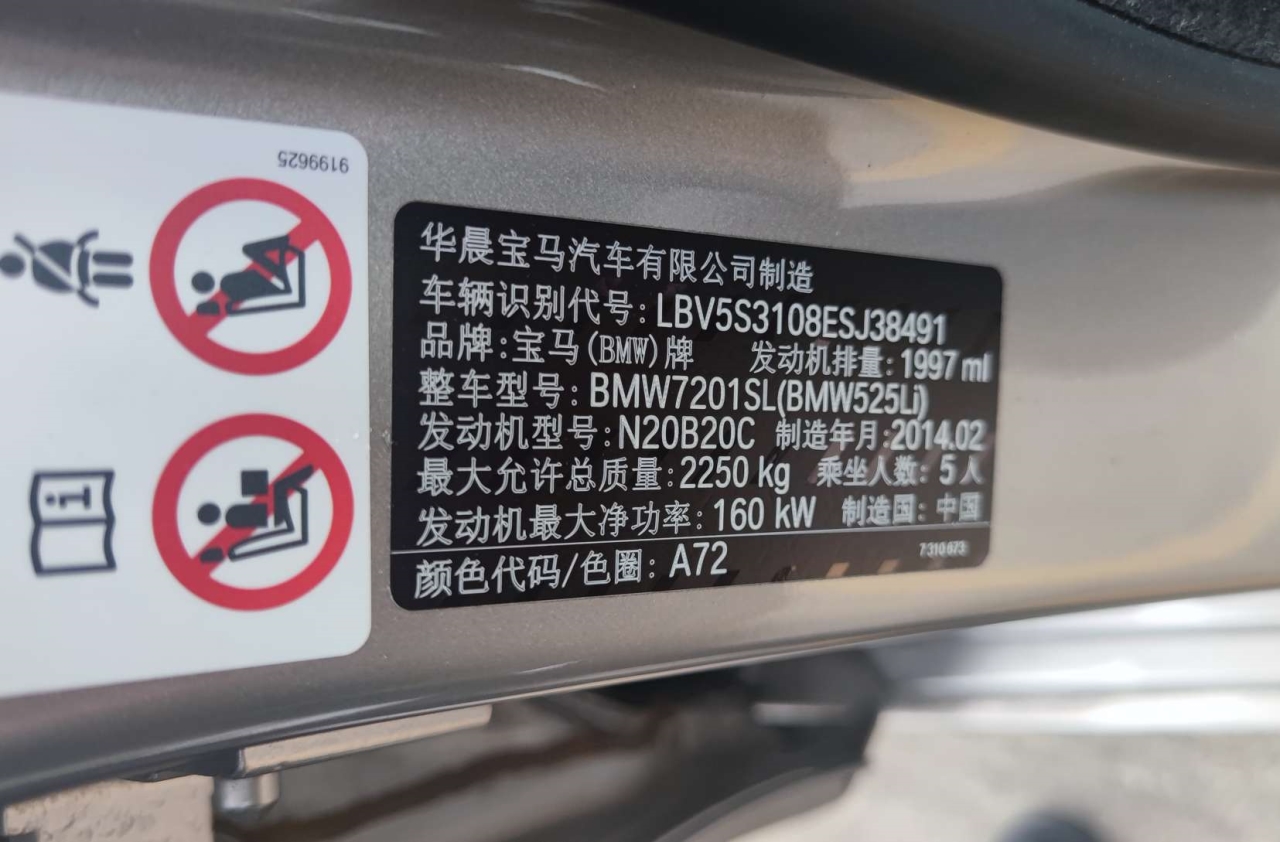 9199625
华晨宝马汽车有限公司制造
车辆识别代号: LBV5S3108ESJ38491
品牌: 宝马(BMW)牌 发动机排量: 1997 ml
整车型号: BMW7201SL(BMW525Li)
发动机型号: N20B20C 制造年月: 2014.02
最大允许总质量: 2250 kg 乘坐人数: 5 人
发动机最大净功率: 160 kW 制造国: 中国
颜色代码/色圈: A72 7 310 673